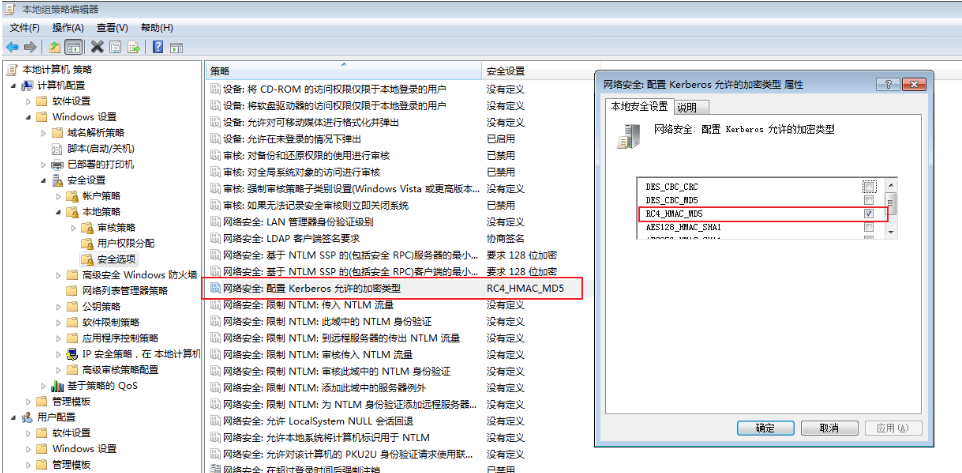 本地组策略编辑器
文件(F) 操作(A) 查看(V) 帮助(H)
本地计算机 策略
计算机配置
软件设置
Windows 设置
域名解析策略
脚本(启动/关机)
已部署的打印机
安全设置
帐户策略
本地策略
审核策略
用户权限分配
安全选项
高级安全 Windows 防火墙
网络列表管理器策略
公钥策略
软件限制策略
应用程序控制策略
IP 安全策略，在 本地计算机
高级审核策略配置
基于策略的 QoS
管理模板
用户配置
软件设置
Windows 设置
管理模板
策略 安全设置
设备: 将 CD-ROM 的访问权限仅限于本地登录的用户 没有定义
设备: 将软盘驱动器的访问权限仅限于本地登录的用户 没有定义
设备: 允许对可移动媒体进行格式化并弹出 没有定义
设备: 允许在未登录的情况下弹出 已启用
审核: 对备份和还原权限的使用进行审核 已禁用
审核: 对全局系统对象的访问进行审核 已禁用
审核: 强制审核策略子类别设置(Windows Vista 或更高版本... 没有定义
审核: 如果无法记录安全审核则立即关闭系统 已禁用
网络安全: LAN 管理器身份验证级别 没有定义
网络安全: LDAP 客户端签名要求 协商签名
网络安全: 基于 NTLM SSP 的(包括安全 RPC)服务器的最小... 要求 128 位加密
网络安全: 基于 NTLM SSP 的(包括安全 RPC)客户端的最小... 要求 128 位加密
网络安全: 配置 Kerberos 允许的加密类型 RC4_HMAC_MD5
网络安全: 限制 NTLM: 传入 NTLM 流量 没有定义
网络安全: 限制 NTLM: 此域中的 NTLM 身份验证 没有定义
网络安全: 限制 NTLM: 到远程服务器的传出 NTLM 流量 没有定义
网络安全: 限制 NTLM: 审核传入 NTLM 流量 没有定义
网络安全: 限制 NTLM: 审核此域中的 NTLM 身份验证 没有定义
网络安全: 限制 NTLM: 添加此域中的服务器例外 没有定义
网络安全: 限制 NTLM: 为 NTLM 身份验证添加远程服务器... 没有定义
网络安全: 允许 LocalSystem NULL 会话回退 没有定义
网络安全: 允许本地系统将计算机标识用于 NTLM 没有定义
网络安全: 允许对该计算机的 PKU2U 身份验证请求使用联... 没有定义
网络安全: 在超过登录时间后强制注销 已禁用
网络安全: 配置 Kerberos 允许的加密类型 属性
本地安全设置 说明
网络安全: 配置 Kerberos 允许的加密类型
DES_CBC_CRC
DES_CBC_MD5
RC4_HMAC_MD5
AES128_HMAC_SHA1
确定 取消 应用(A)